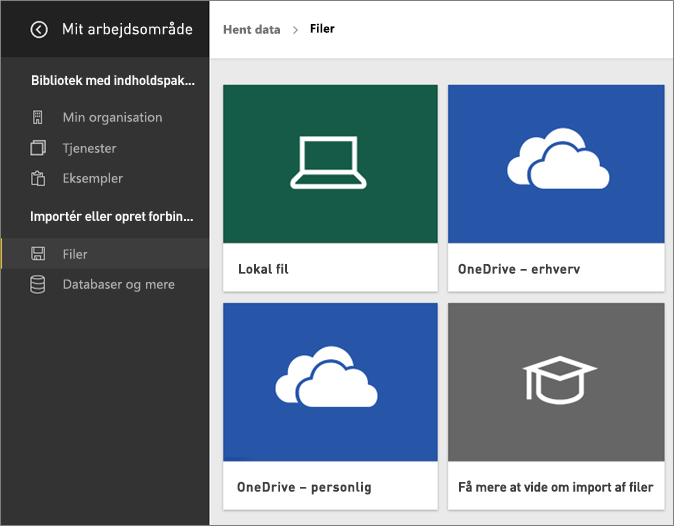 Mit arbejdsområde
Hent data > Filer
Bibliotek med indholdspak...
Min organisation
Tjenester
Eksempler
Importér eller opret forbin...
Filer
Databaser og mere
Lokal fil
OneDrive – erhverv
OneDrive – personlig
Få mere at vide om import af filer